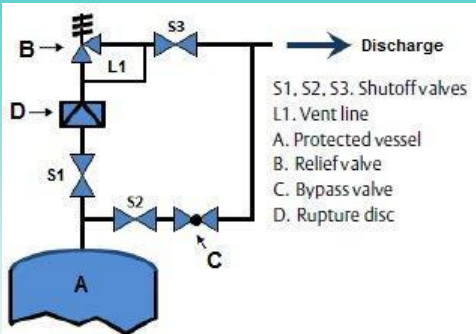 S3
B
L1
Discharge
D
S1, S2, S3. Shutoff valves
L1. Vent line
A. Protected vessel
B. Relief valve
C. Bypass valve
D. Rupture disc
S1
S2
C
A